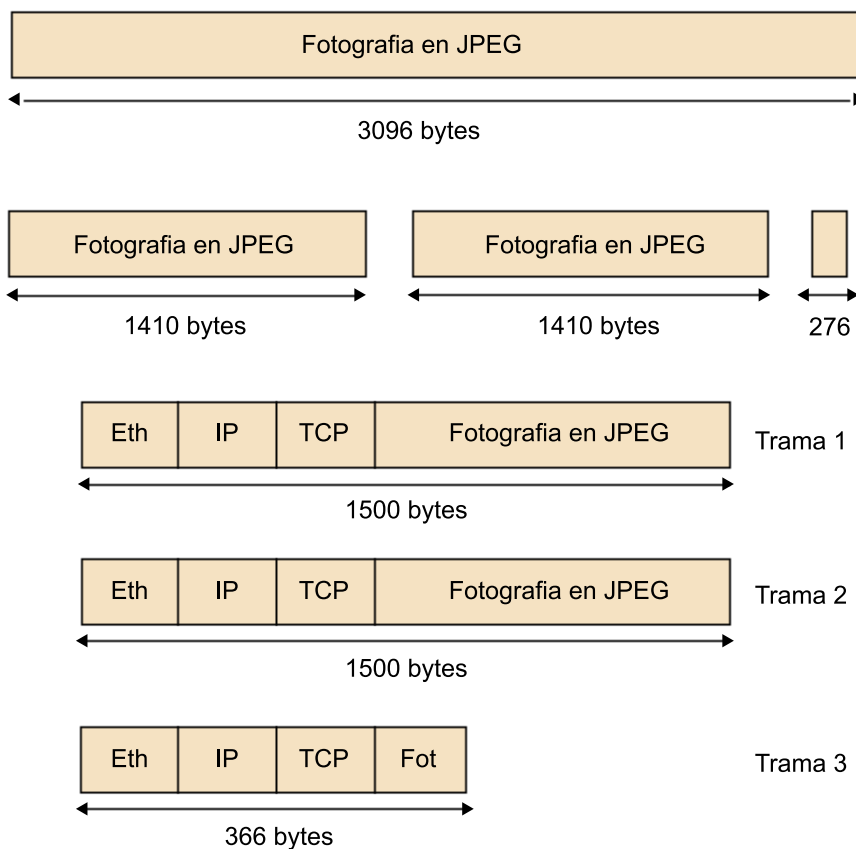 Fotografia en JPEG
3096 bytes
Fotografia en JPEG
Fotografia en JPEG
1410 bytes
1410 bytes
276
Eth IP TCP Fotografia en JPEG Trama 1
1500 bytes
Eth IP TCP Fotografia en JPEG Trama 2
1500 bytes
Eth IP TCP Fot Trama 3
366 bytes